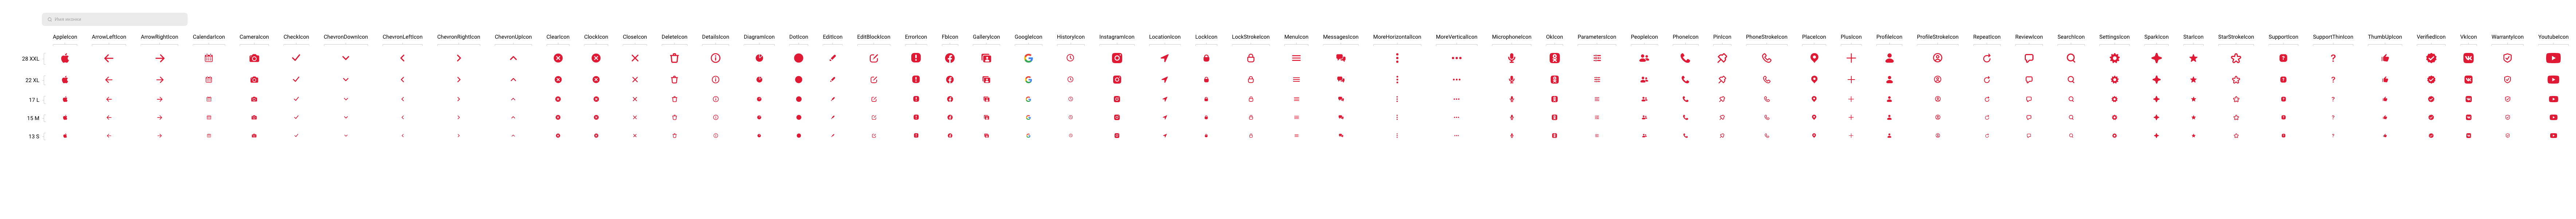 AppleIcon ArrowLeftIcon ArrowRightIcon CalendarIcon CameraIcon CheckIcon ChevronDownIcon ChevronLeftIcon ChevronRightIcon ChevronUpIcon ClearIcon ClockIcon CloseIcon DeleteIcon DetailsIcon DiagramIcon DotIcon EditIcon EditBlockIcon ErrorIcon FbIcon GalleryIcon GoogleIcon HistoryIcon InstagramIcon LocationIcon LockIcon LockStrokeIcon MenuIcon MessagesIcon MoreHorizontalIcon MoreVerticalIcon MicrophoneIcon OkIcon ParametersIcon PeopleIcon PhoneIcon PinIcon PhoneStrokeIcon PlaceIcon PlusIcon ProfileIcon ProfileStrokeIcon RepeatIcon ReviewIcon SearchIcon SettingsIcon SparkIcon StarIcon StarStrokeIcon SupportIcon SupportThinIcon ThumbUpIcon VerifiedIcon VkIcon WarrantyIcon YoutubeIcon
28 XXL
22 XL
17 L
15 M
13 S